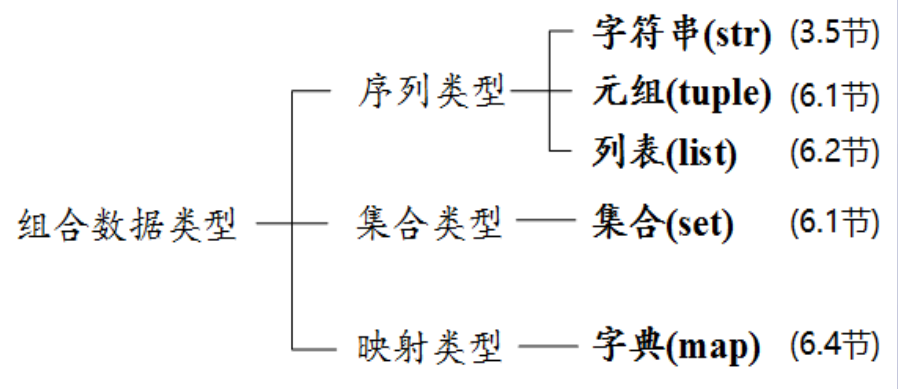 组合数据类型
序列类型
字符串(str) (3.5节)
元组(tuple) (6.1节)
列表(list) (6.2节)
集合类型
集合(set) (6.1节)
映射类型
字典(map) (6.4节)